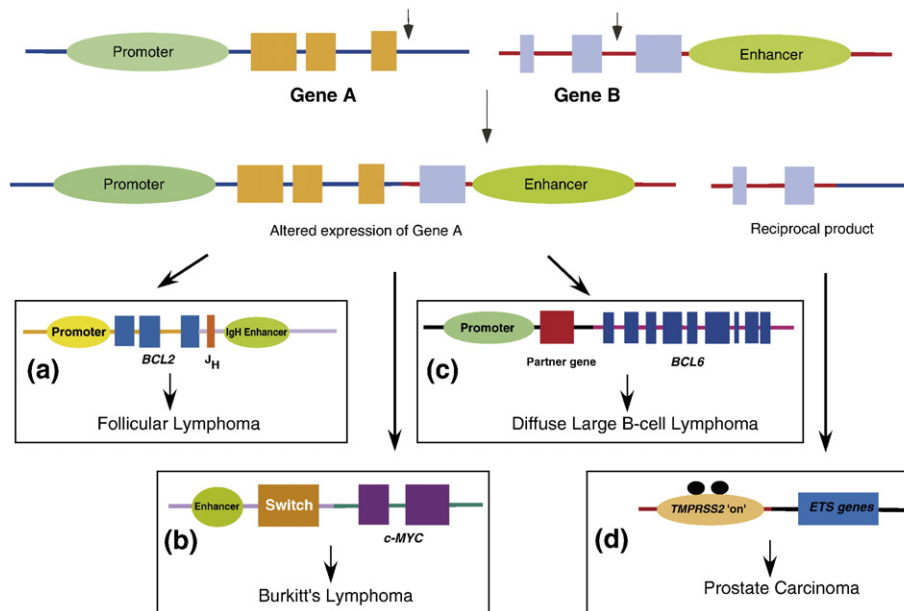 Promoter
Enhancer
Gene A
Gene B
Promoter
Enhancer
Altered expression of Gene A
Reciprocal product
Promoter
IgH Enhancer
(a)
BCL2
JH
Follicular Lymphoma
Promoter
(c)
Partner gene
BCL6
Diffuse Large B-cell Lymphoma
Enhancer
Switch
(b)
c-MYC
Burkitt's Lymphoma
TMPRSS2 'on'
ETS genes
(d)
Prostate Carcinoma